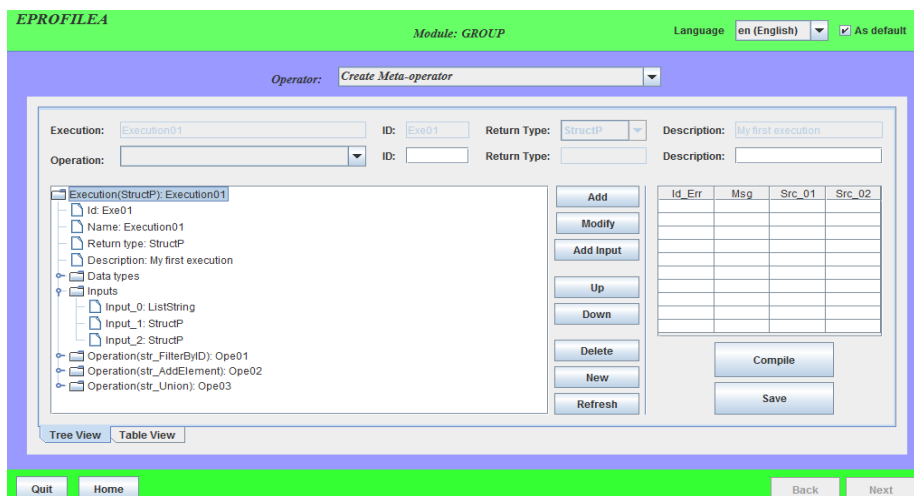 EPROFILEA
Module: GROUP
Language en (English) As default
Operator: Create Meta-operator
Execution: Execution01 ID: Exe01 Return Type: StructP Description: My first execution
Operation: ID: Return Type: Description:
Execution(StructP): Execution01
Id: Exe01
Name: Execution01
Return type: StructP
Description: My first execution
Data types
Inputs
Input_0: ListString
Input_1: StructP
Input_2: StructP
Operation(str_FilterByID): Ope01
Operation(str_AddElement): Ope02
Operation(str_Union): Ope03
Add
Modify
Add Input
Up
Down
Delete
New
Refresh
Id_Err Msg Src_01 Src_02
Compile
Save
Tree View Table View
Quit Home Back Next